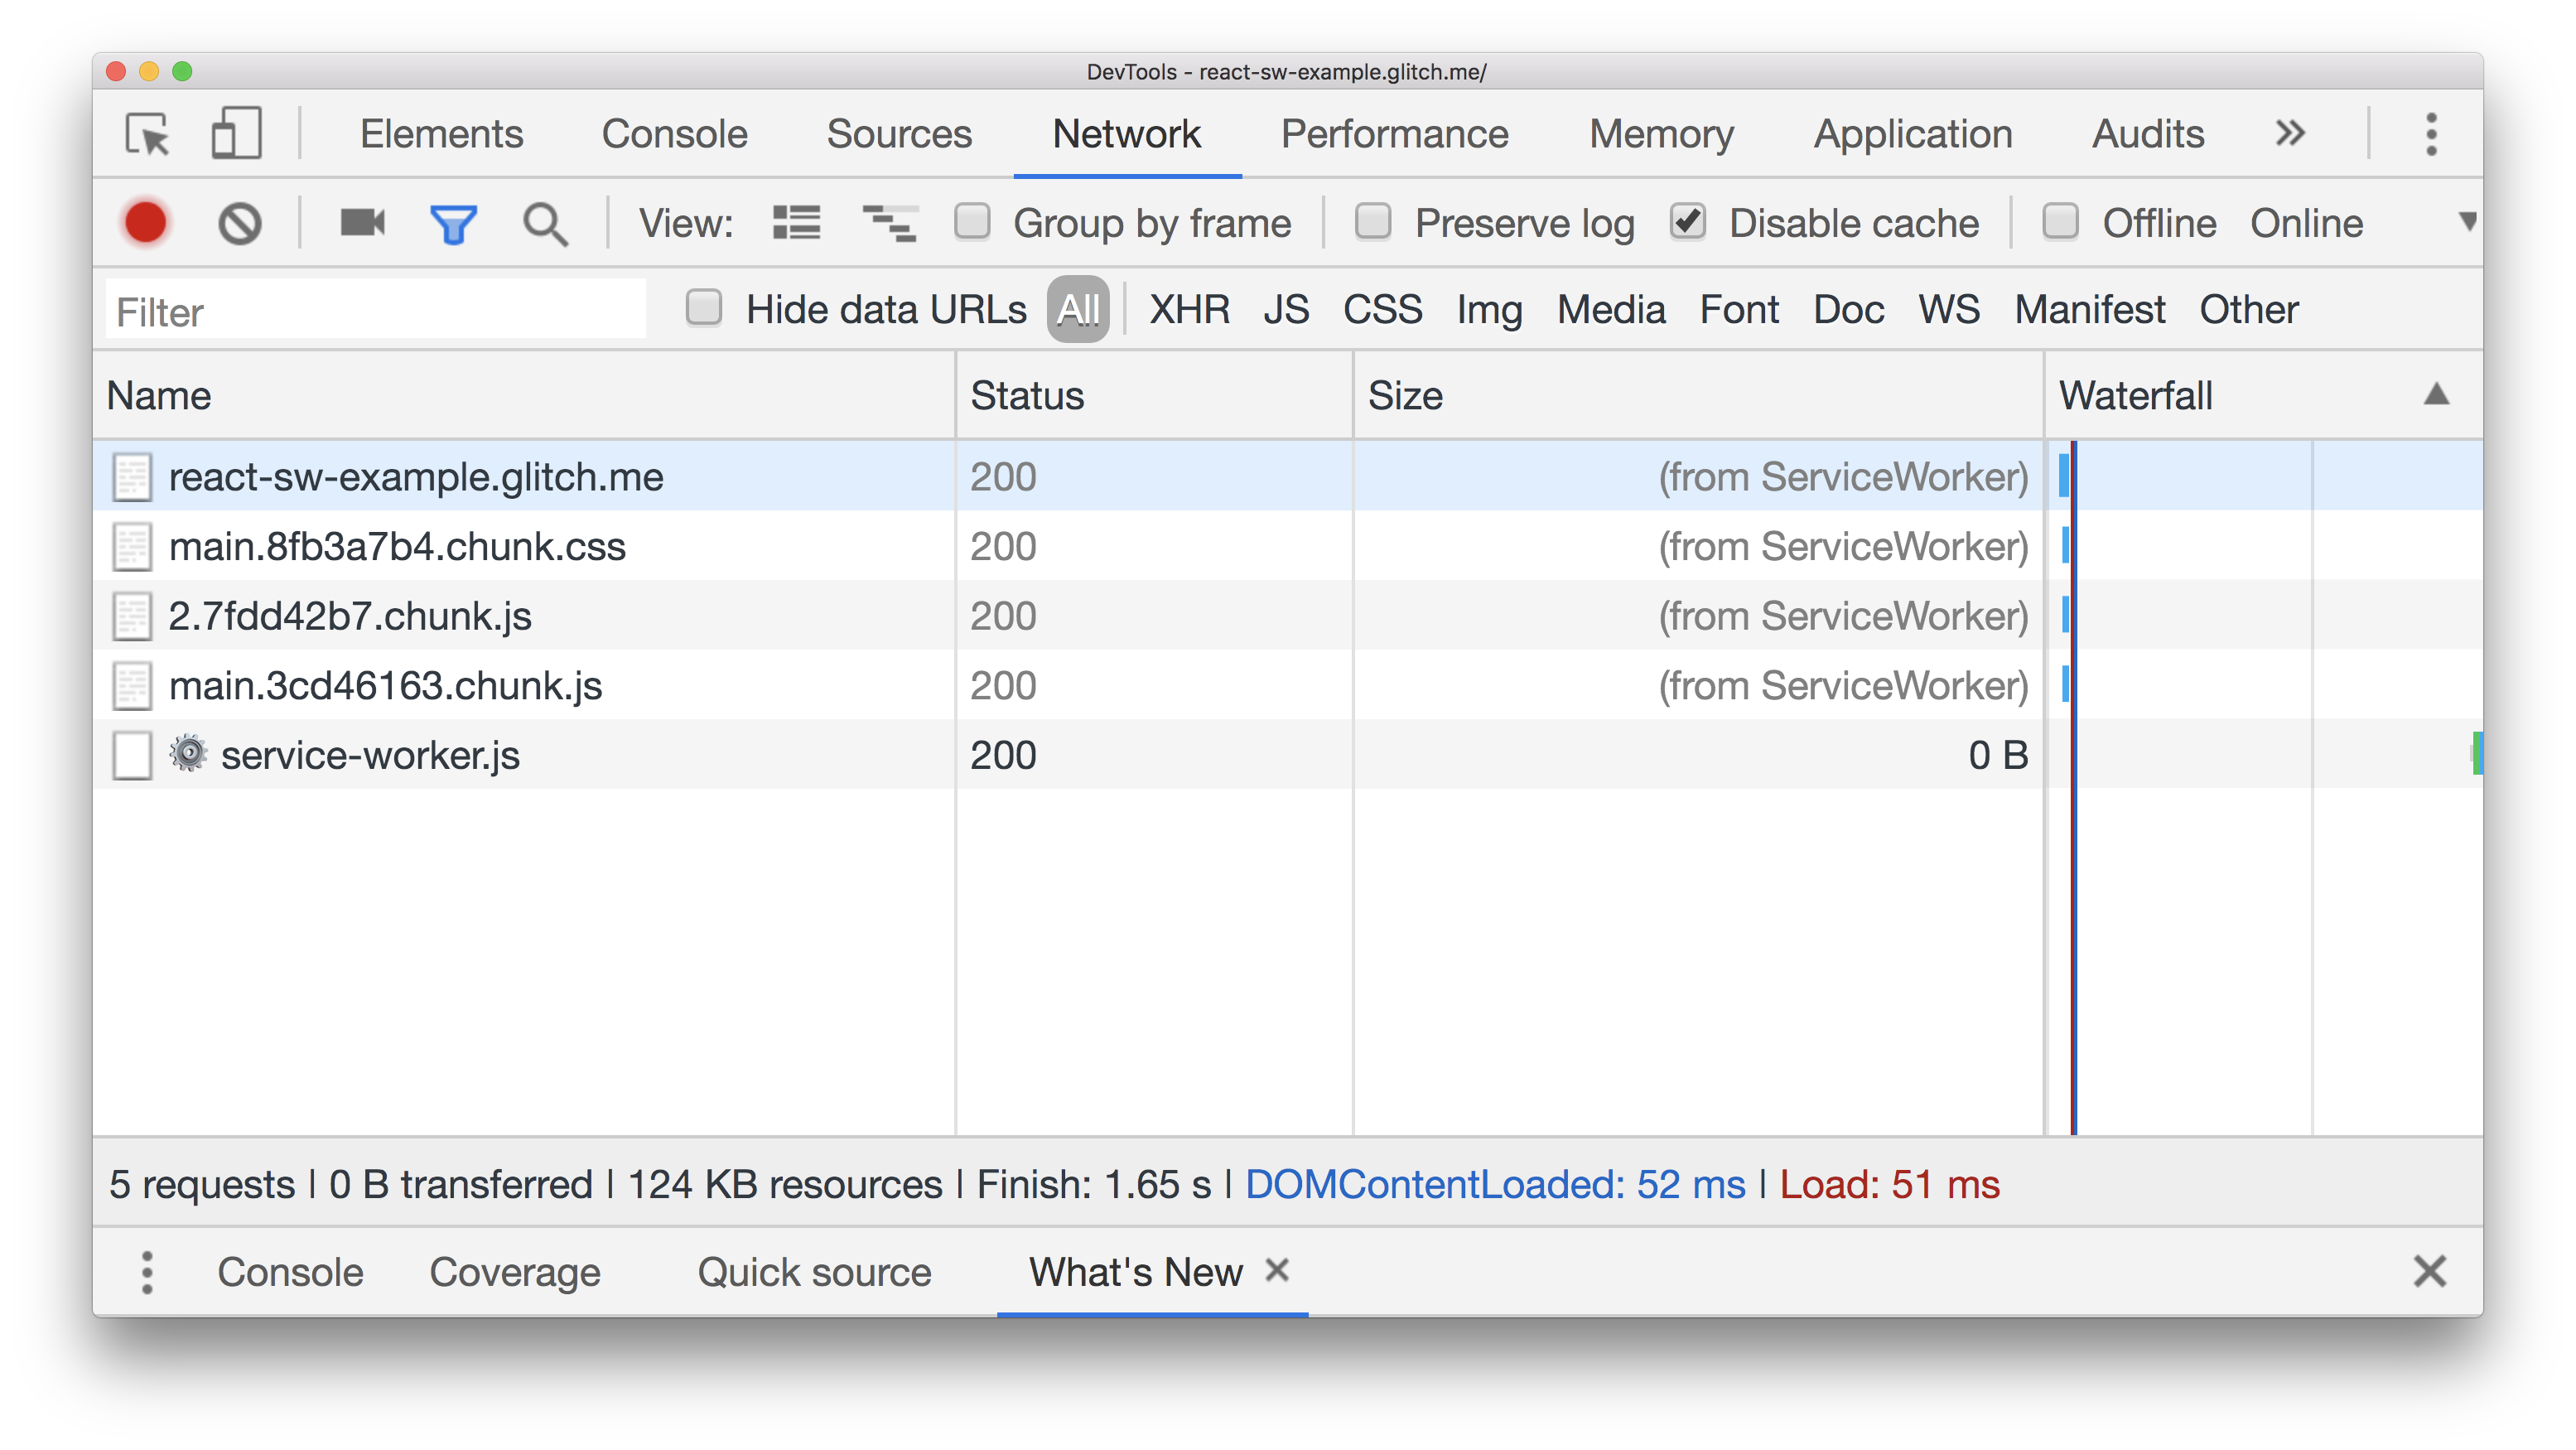 DevTools - react-sw-example.glitch.me/
Elements Console Sources Network Performance Memory Application Audits »
View: Group by frame Preserve log Disable cache Offline Online
Filter Hide data URLs All XHR JS CSS Img Media Font Doc WS Manifest Other
Name Status Size Waterfall
react-sw-example.glitch.me 200 (from ServiceWorker)
main.8fb3a7b4.chunk.css 200 (from ServiceWorker)
2.7fdd42b7.chunk.js 200 (from ServiceWorker)
main.3cd46163.chunk.js 200 (from ServiceWorker)
service-worker.js 200 0 B
5 requests | 0 B transferred | 124 KB resources | Finish: 1.65 s | DOMContentLoaded: 52 ms | Load: 51 ms
Console Coverage Quick source What's New